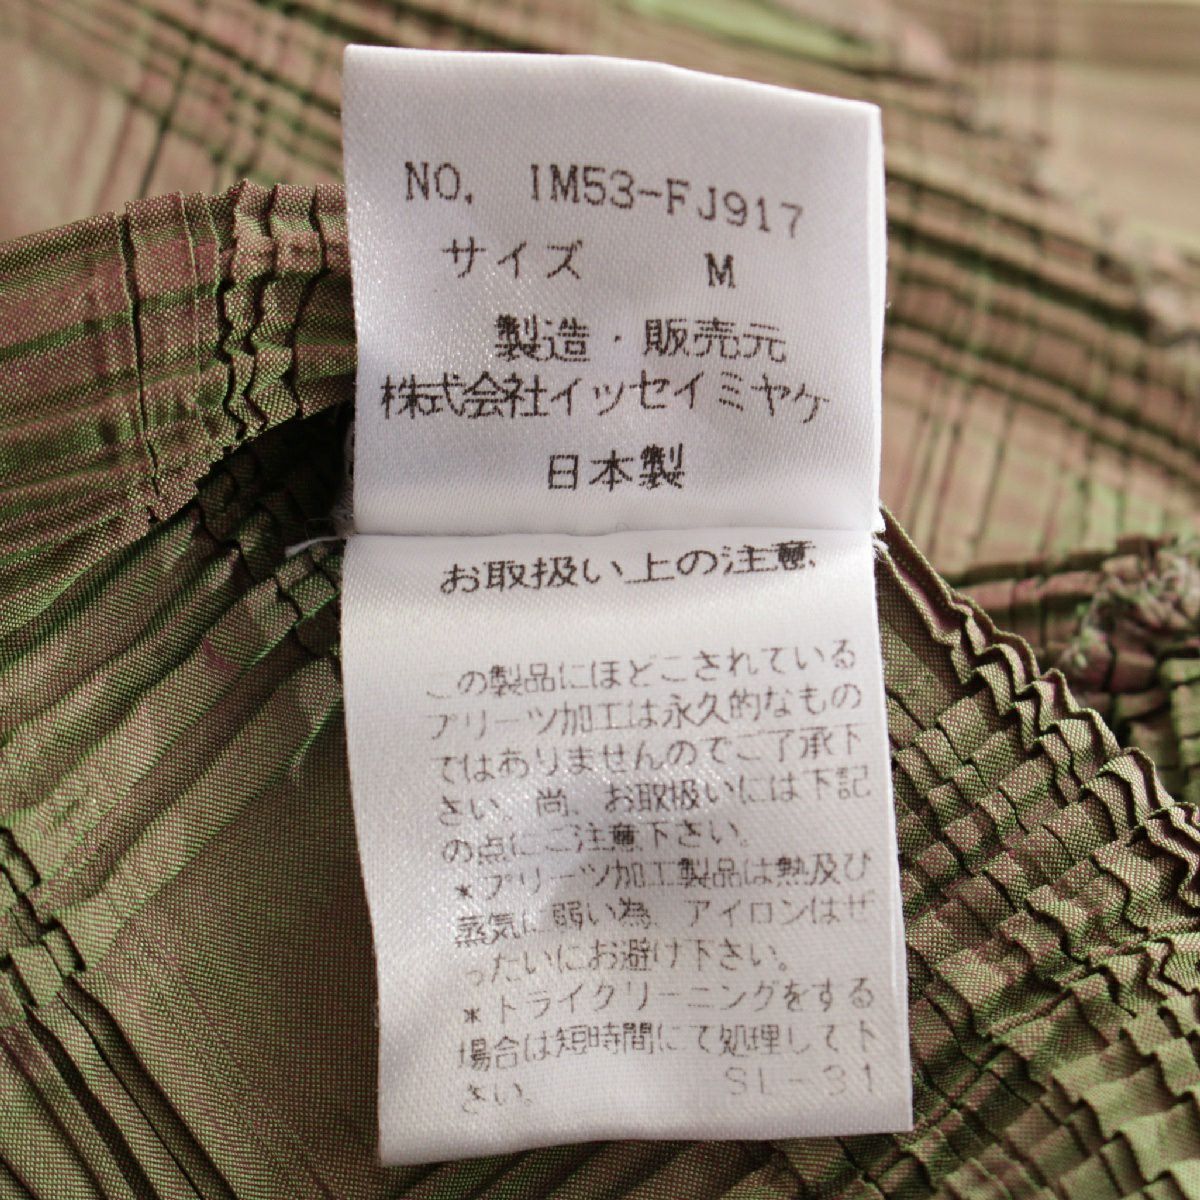 NO. IM53-FJ917
サイズ M
製造・販売元
株式会社イッセイミヤケ
日本製
お取扱い上の注意
この製品にほどこされている
プリーツ加工は永久的なもの
ではありませんのでご了承下
さい。尚、お取扱いには下記
の点にご注意下さい。
*プリーツ加工製品は熱及び
蒸気に弱い為、アイロンはぜ
ったいにお避け下さい。
*ドライクリーニングをする
場合は短時間にて処理して下
さい。 SL-31